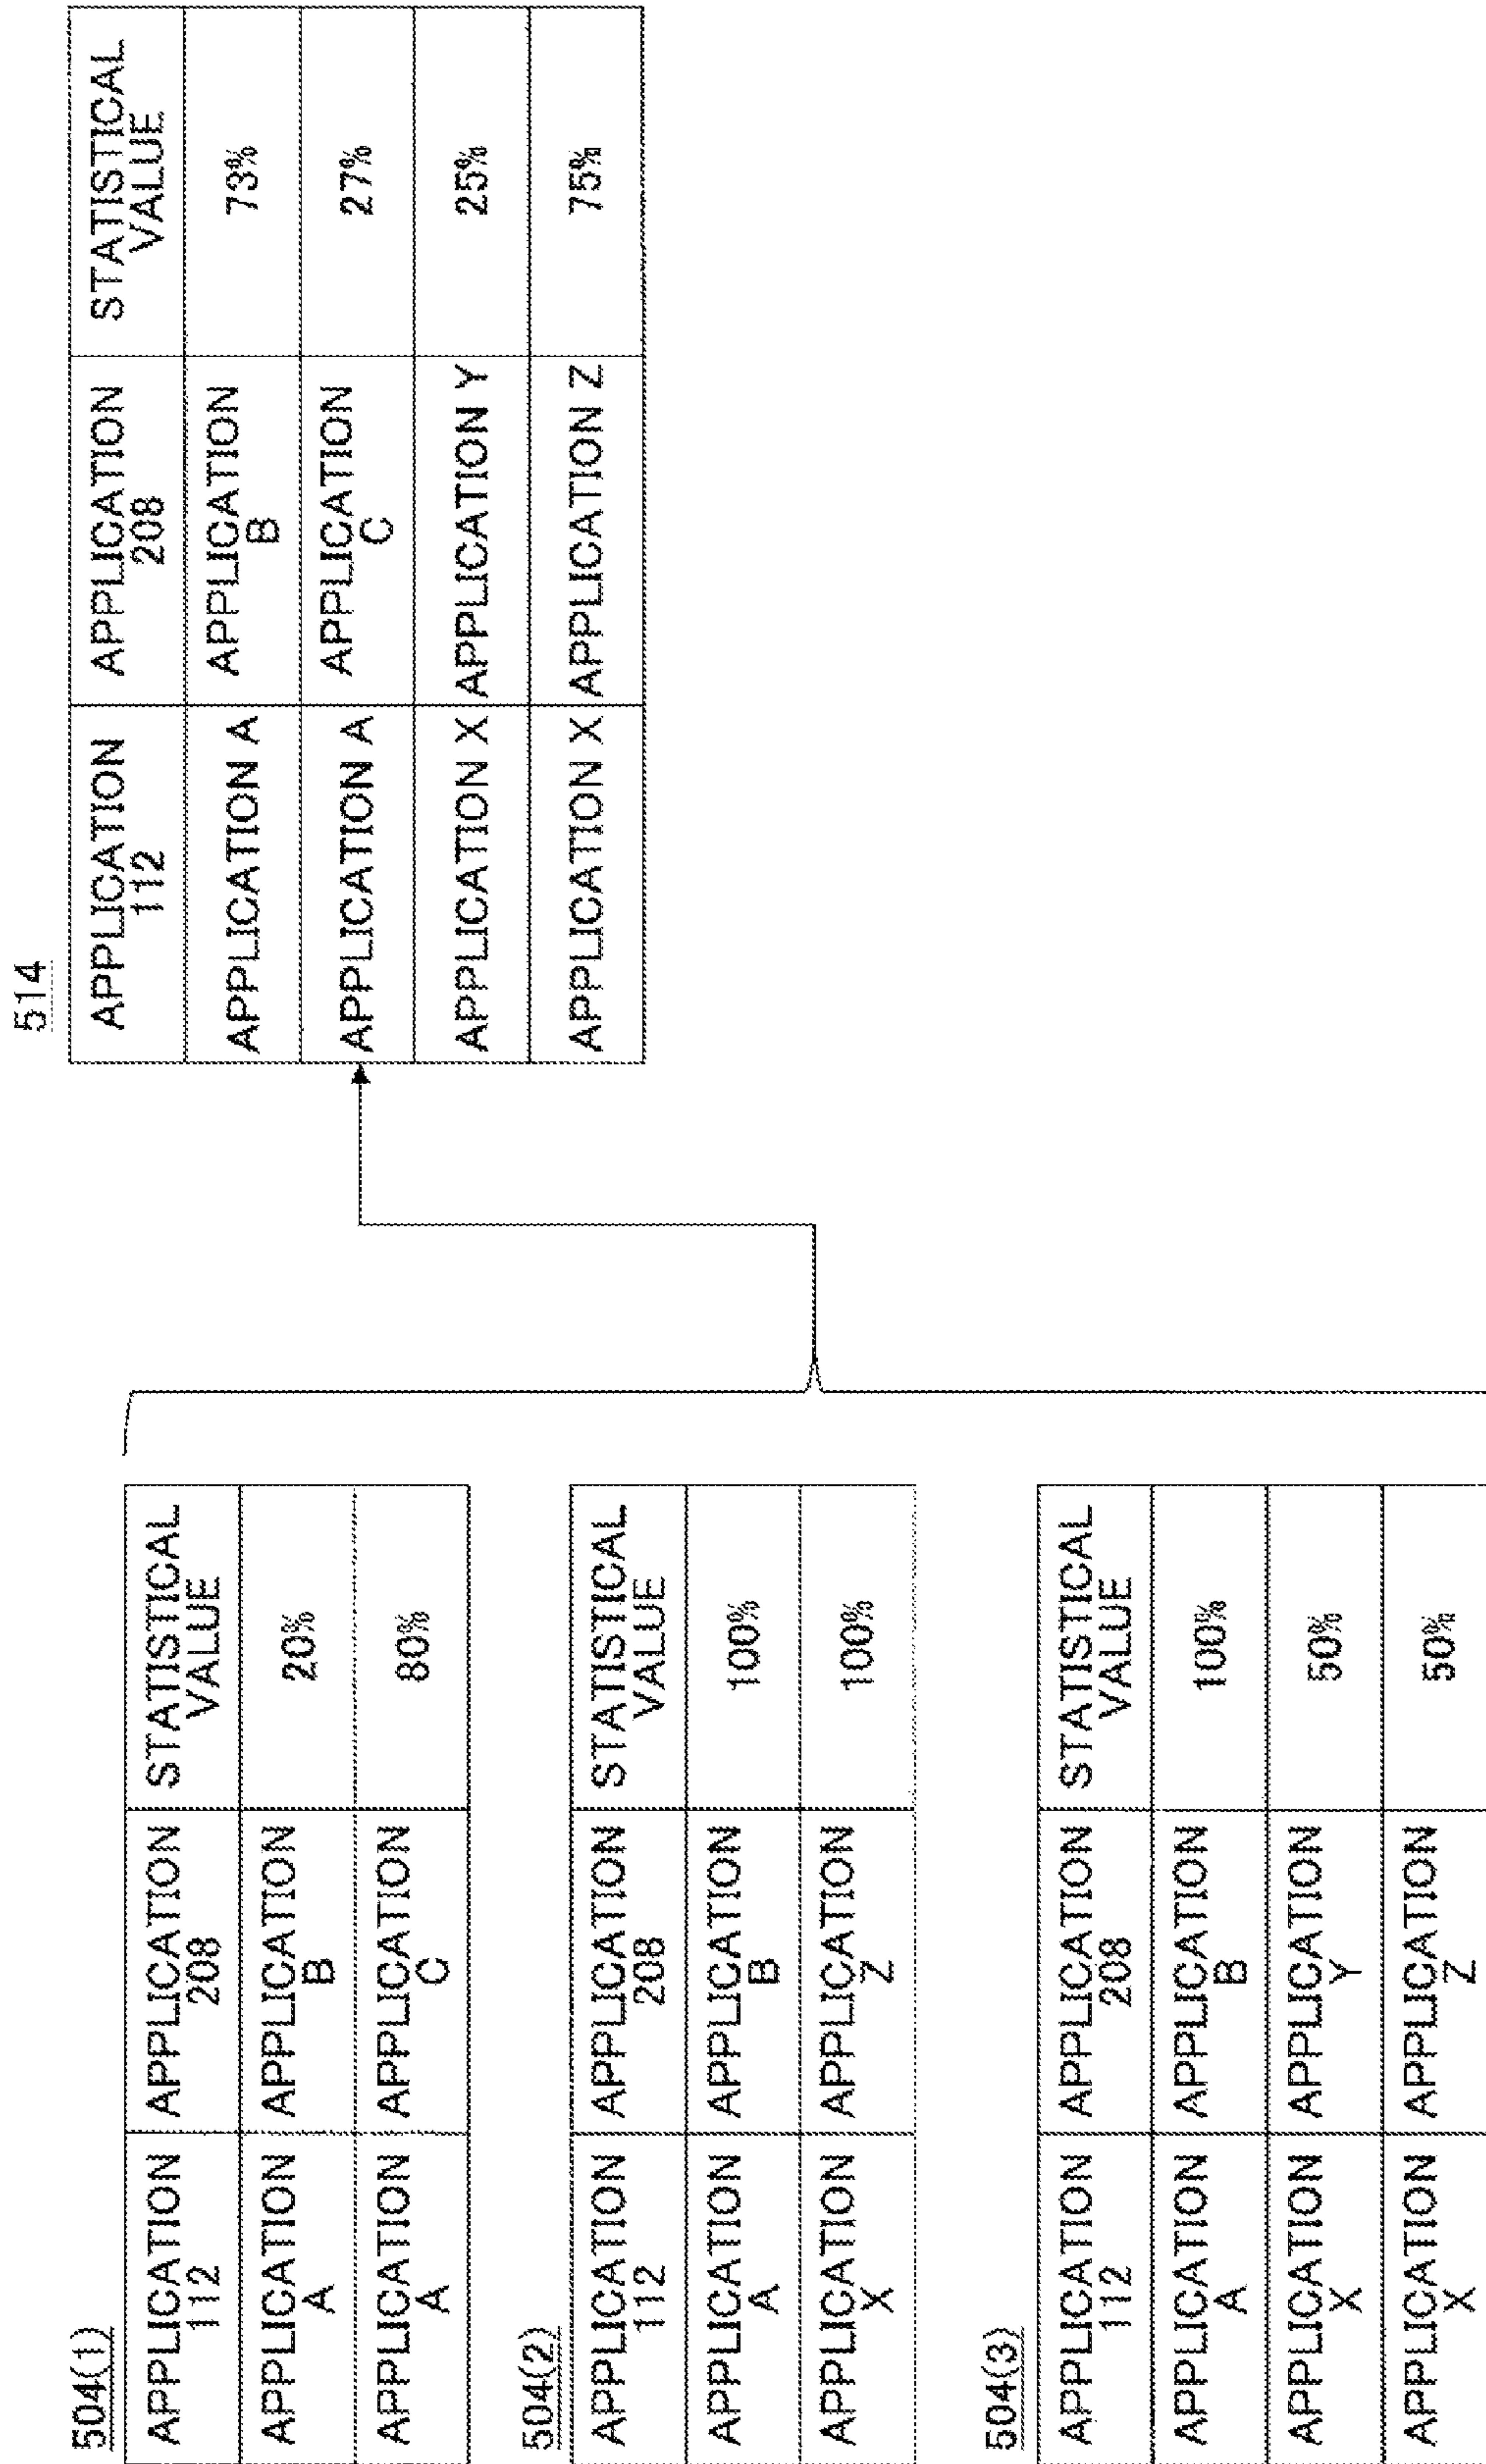 504(1)
APPLICATION
112
APPLICATION
208
STATISTICAL
VALUE
APPLICATION
A
APPLICATION
B
20%
APPLICATION
A
APPLICATION
C
80%
504(2)
APPLICATION
112
APPLICATION
208
STATISTICAL
VALUE
APPLICATION
A
APPLICATION
B
100%
APPLICATION
X
APPLICATION
Z
100%
504(3)
APPLICATION
112
APPLICATION
208
STATISTICAL
VALUE
APPLICATION
A
APPLICATION
B
100%
APPLICATION
X
APPLICATION
Y
50%
APPLICATION
X
APPLICATION
Z
50%
514
APPLICATION
112
APPLICATION
208
STATISTICAL
VALUE
APPLICATION A
APPLICATION
B
73%
APPLICATION A
APPLICATION
C
27%
APPLICATION X
APPLICATION Y
25%
APPLICATION X
APPLICATION Z
75%